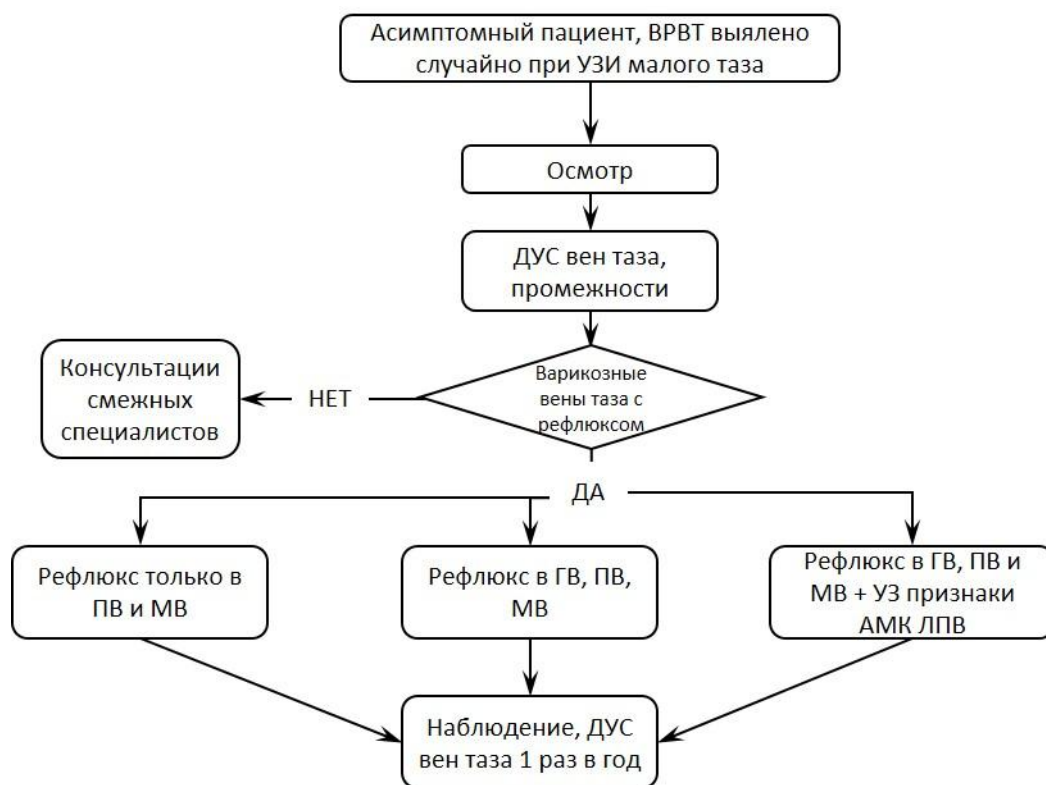 Асимптомный пациент, ВРВТ выялено
случайно при УЗИ малого таза
Осмотр
ДУС вен таза,
промежности
Варикозные
вены таза с
рефлюксом
НЕТ
Консультации
смежных
специалистов
ДА
Рефлюкс только в
ПВ и МВ
Рефлюкс в ГВ, ПВ,
МВ
Рефлюкс в ГВ, ПВ и
МВ + УЗ признаки
АМК ЛПВ
Наблюдение, ДУС
вен таза 1 раз в год